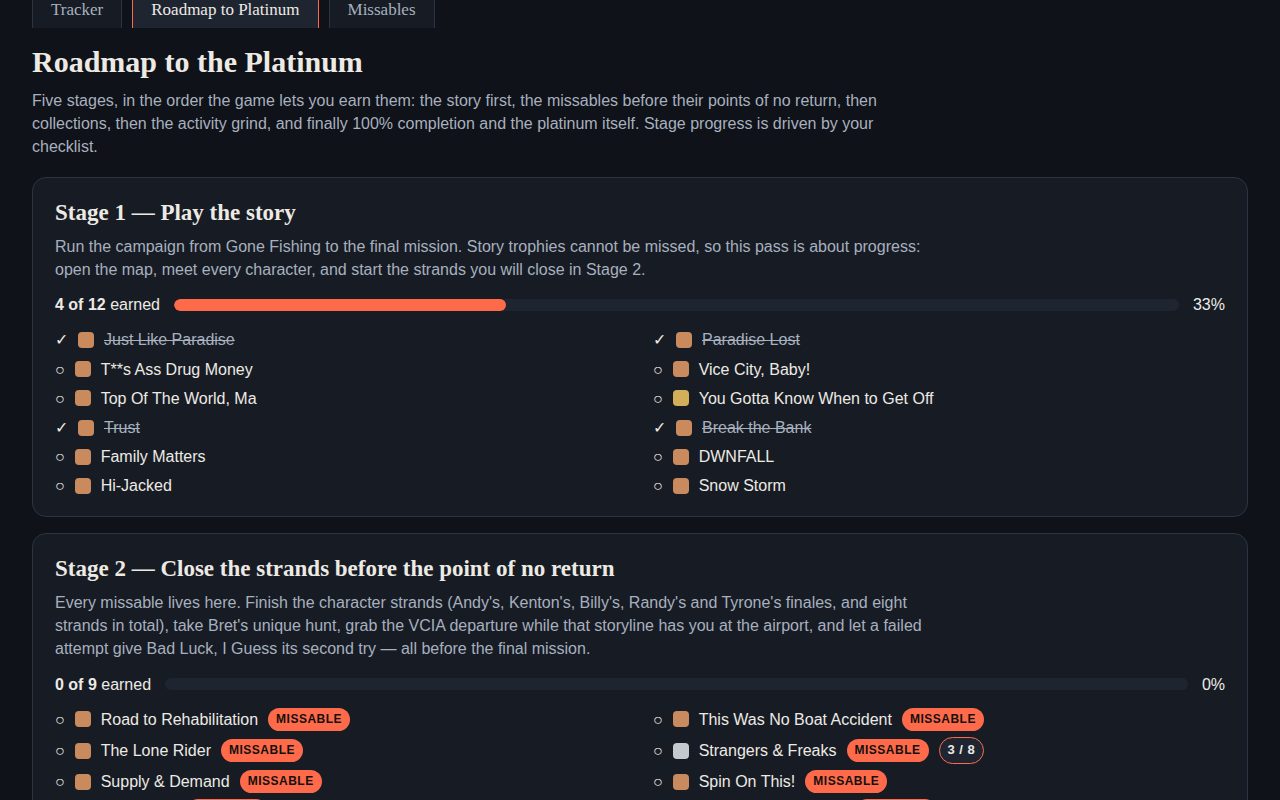 Tracker
Roadmap to Platinum
Missables
Roadmap to the Platinum
Five stages, in the order the game lets you earn them: the story first, the missables before their points of no return, then
collections, then the activity grind, and finally 100% completion and the platinum itself. Stage progress is driven by your
checklist.
Stage 1 — Play the story
Run the campaign from Gone Fishing to the final mission. Story trophies cannot be missed, so this pass is about progress:
open the map, meet every character, and start the strands you will close in Stage 2.
4 of 12 earned 33%
✓ Just Like Paradise
✓ Paradise Lost
○ T**s Ass Drug Money
○ Vice City, Baby!
○ Top Of The World, Ma
○ You Gotta Know When to Get Off
✓ Trust
✓ Break the Bank
○ Family Matters
○ DWNFALL
○ Hi-Jacked
○ Snow Storm
Stage 2 — Close the strands before the point of no return
Every missable lives here. Finish the character strands (Andy's, Kenton's, Billy's, Randy's and Tyrone's finales, and eight
strands in total), take Bret's unique hunt, grab the VCIA departure while that storyline has you at the airport, and let a failed
attempt give Bad Luck, I Guess its second try — all before the final mission.
0 of 9 earned 0%
○ Road to Rehabilitation MISSABLE
○ This Was No Boat Accident MISSABLE
○ The Lone Rider MISSABLE
○ Strangers & Freaks MISSABLE 3 / 8
○ Supply & Demand MISSABLE
○ Spin On This! MISSABLE